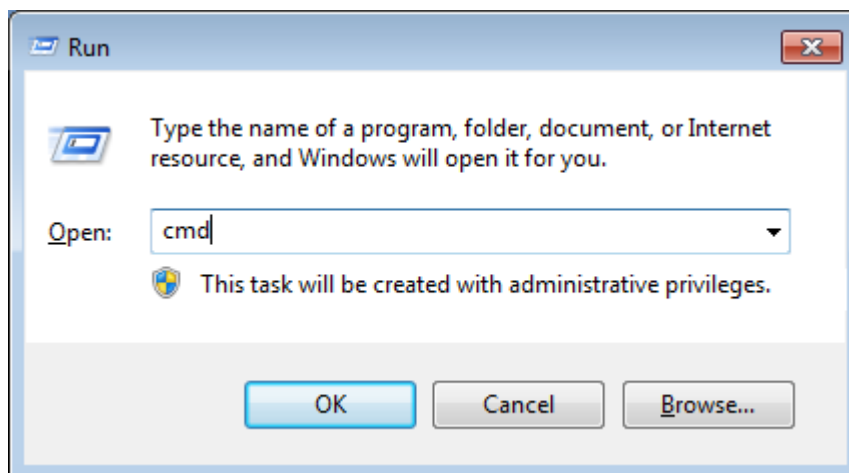 Run
Type the name of a program, folder, document, or Internet
resource, and Windows will open it for you.
Open: cmd
This task will be created with administrative privileges.
OK Cancel Browse...